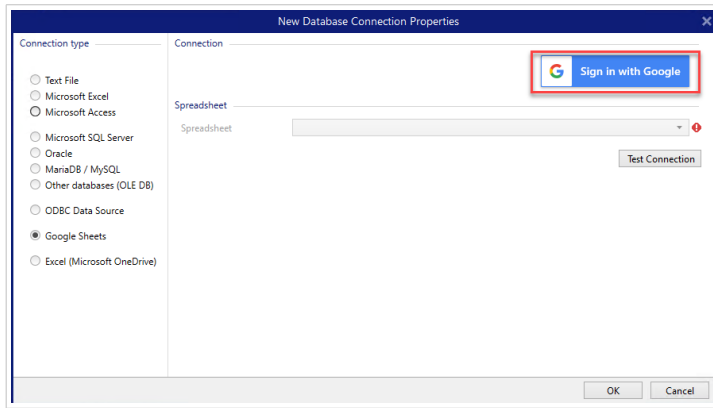 New Database Connection Properties
Connection type
Text File
Microsoft Excel
Microsoft Access
Microsoft SQL Server
Oracle
MariaDB / MySQL
Other databases (OLE DB)
ODBC Data Source
Google Sheets
Excel (Microsoft OneDrive)
Connection
Sign in with Google
Spreadsheet
Spreadsheet
Test Connection
OK Cancel